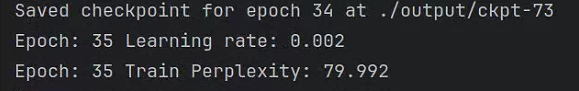 Saved checkpoint for epoch 34 at ./output/ckpt-73
Epoch: 35 Learning rate: 0.002
Epoch: 35 Train Perplexity: 79.992